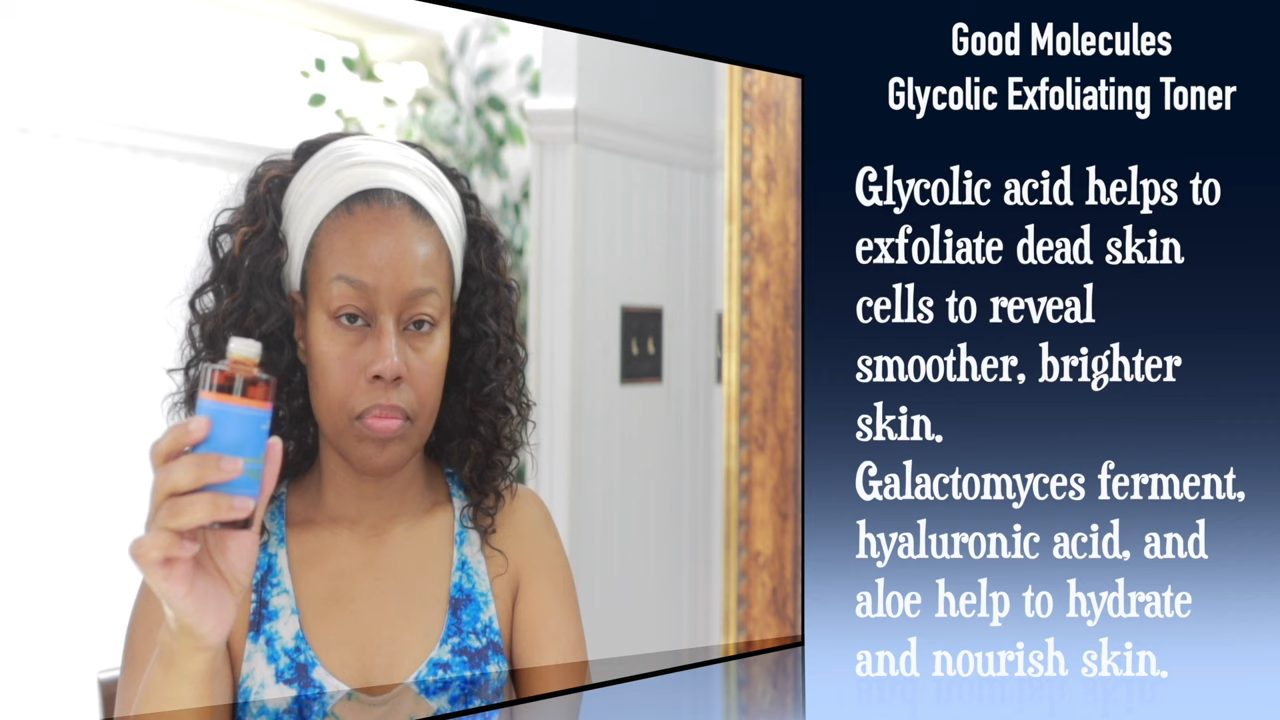 Good Molecules
Glycolic Exfoliating Toner
Glycolic acid helps to
exfoliate dead skin
cells to reveal
smoother, brighter
skin.
Galactomyces ferment,
hyaluronic acid, and
aloe help to hydrate
and nourish skin.